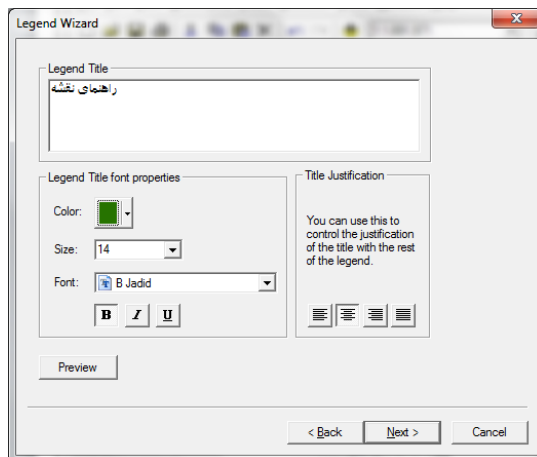 Legend Wizard
Legend Title
راهنمای نقشه
Legend Title font properties
Color:
Size: 14
Font: B Jadid
B I U
Title Justification
You can use this to
control the justification
of the title with the rest
of the legend.
Preview
< Back Next > Cancel